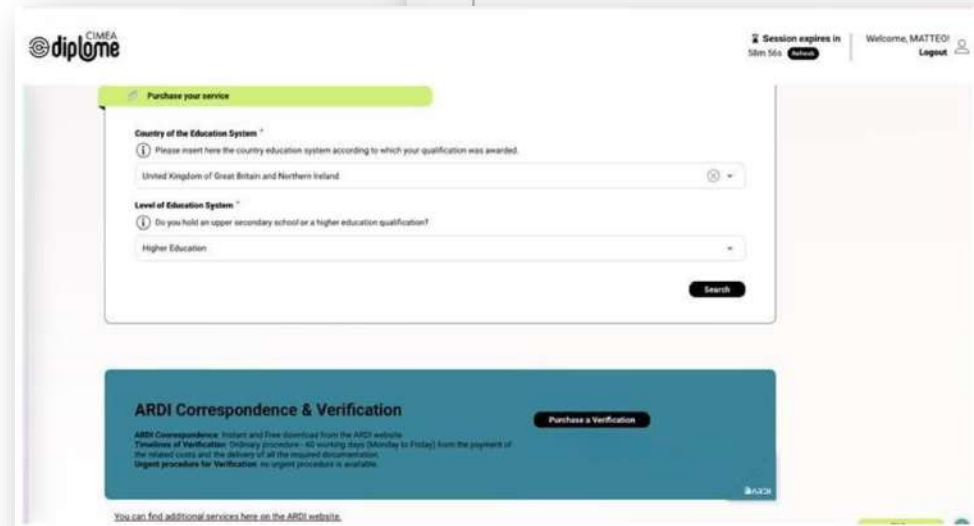 CIMEA
diplome
Session expires in
58m 56s Refresh
Welcome, MATTEO!
Logout
Purchase your service
Country of the Education System *
Please insert here the country education system according to which your qualification was awarded.
United Kingdom of Great Britain and Northern Ireland
Level of Education System *
Do you hold an upper secondary school or a higher education qualification?
Higher Education
Search
ARDI Correspondence & Verification
Purchase a Verification
ARDI Correspondence: Instant and Free download from the ARDI website
Timelines of Verification: Ordinary procedure - 60 working days (Monday to Friday) from the payment of
the related costs and the delivery of all the required documentation.
Urgent procedure for Verification: no urgent procedure is available.
ARDI
You can find additional services here on the ARDI website.